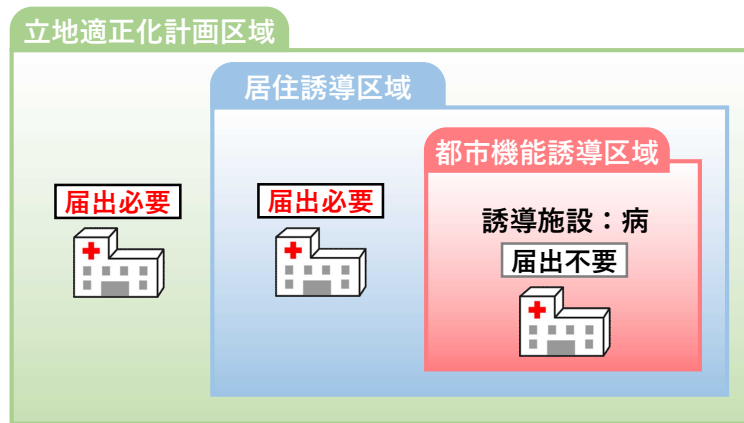 立地適正化計画区域
居住誘導区域
都市機能誘導区域
届出必要
届出必要
誘導施設：病
届出不要